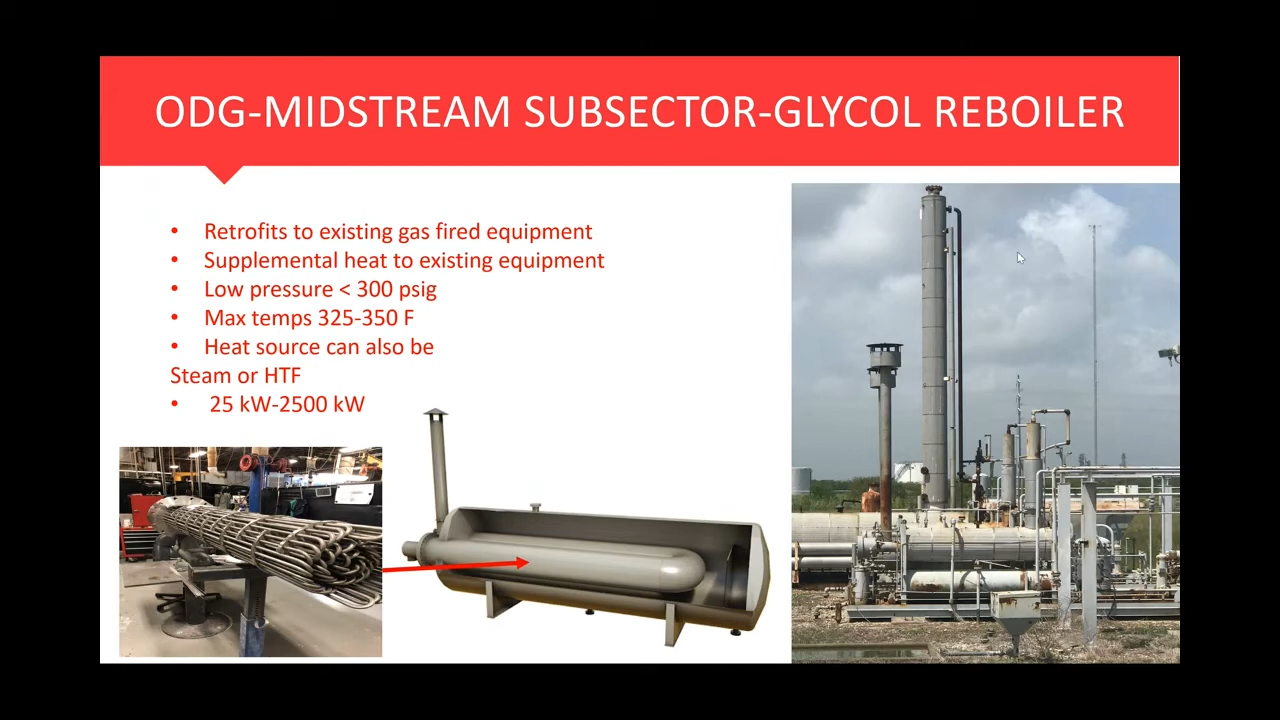 ODG-MIDSTREAM SUBSECTOR-GLYCOL REBOILER
• Retrofits to existing gas fired equipment
• Supplemental heat to existing equipment
• Low pressure < 300 psig
• Max temps 325-350 F
• Heat source can also be
Steam or HTF
• 25 kW-2500 kW